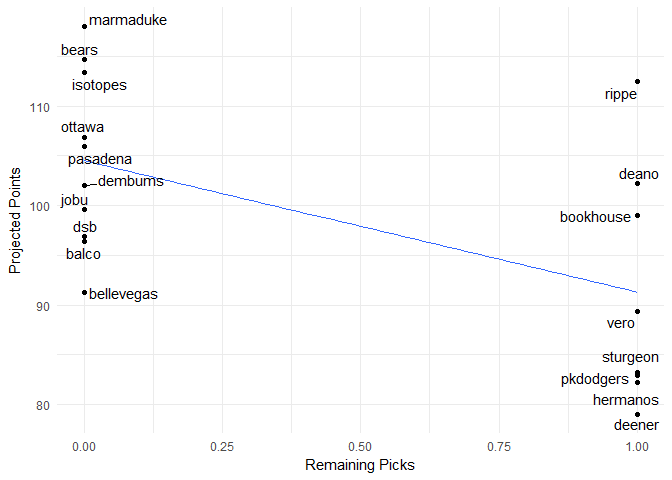 marmaduke
bears
isotopes
rippe
110
ottawa
pasadena
deano
dembums
jobu
100
bookhouse
dsb
balco
Projected Points
bellevegas
90
vero
sturgeon
pkdodgers
hermanos
80
deener
0.00
0.25
0.50
0.75
1.00
Remaining Picks